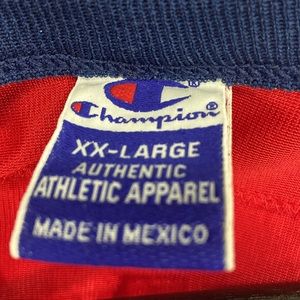 Champion®
XX-LARGE
AUTHENTIC
ATHLETIC APPAREL
MADE IN MEXICO